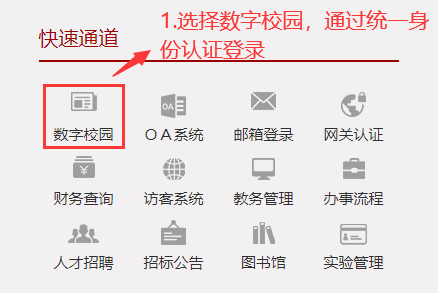 快速通道
1.选择数字校园，通过统一身
份认证登录
数字校园 OA系统 邮箱登录 网关认证
财务查询 访客系统 教务管理 办事流程
人才招聘 招标公告 图书馆 实验管理